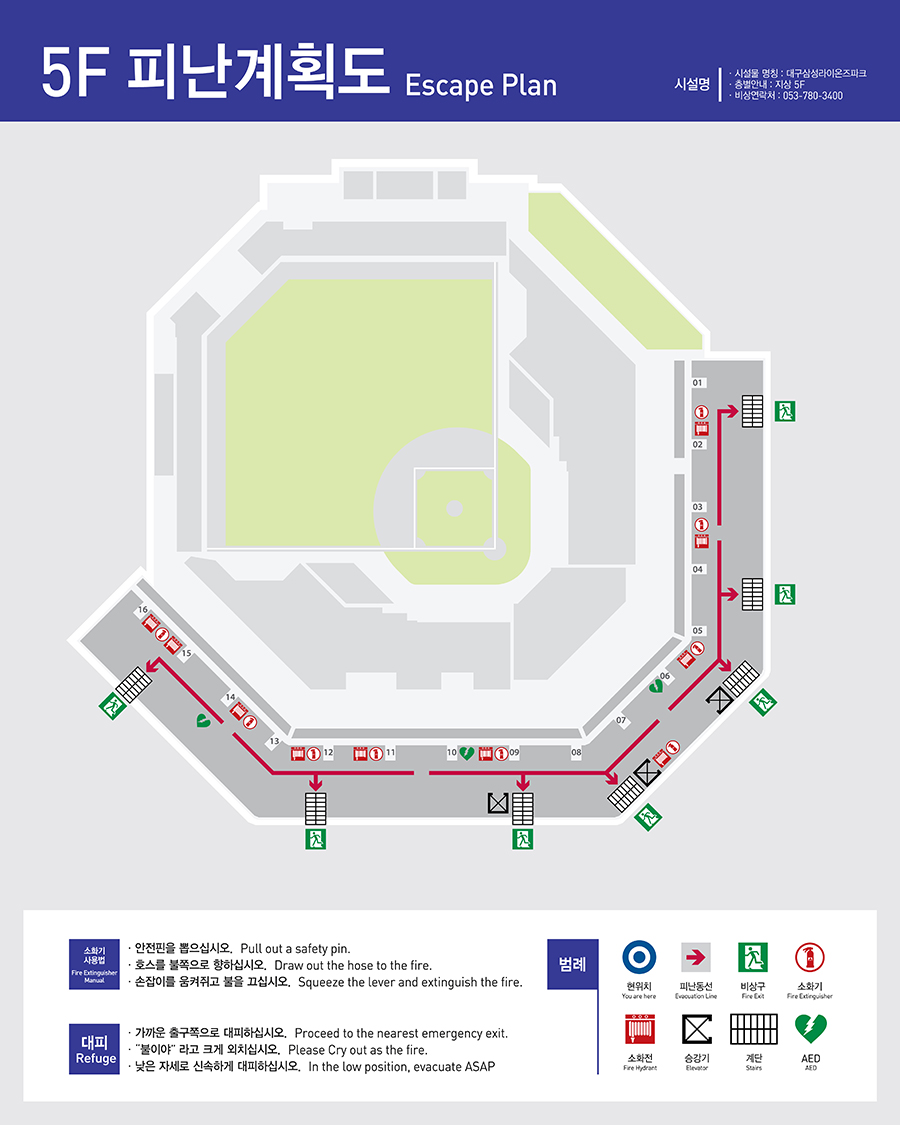 5F 피난계획도 Escape Plan
시설명
· 시설물 명칭 : 대구삼성라이온즈파크
· 층별안내 : 지상 5F
· 비상연락처 : 053-780-3400
01
02
03
04
05
06
07
08
09
10
11
12
13
14
15
16
소화기
사용법
Fire Extinguisher
Manual
· 안전핀을 뽑으십시오. Pull out a safety pin.
· 호스를 불쪽으로 향하십시오. Draw out the hose to the fire.
· 손잡이를 움켜쥐고 불을 끄십시오. Squeeze the lever and extinguish the fire.
대피
Refuge
· 가까운 출구쪽으로 대피하십시오. Proceed to the nearest emergency exit.
· "불이야" 라고 크게 외치십시오. Please Cry out as the fire.
· 낮은 자세로 신속하게 대피하십시오. In the low position, evacuate ASAP
범례
현위치
You are here
피난동선
Evacuation Line
비상구
Fire Exit
소화기
Fire Extinguisher
소화전
Fire Hydrant
승강기
Elevator
계단
Stairs
AED
AED